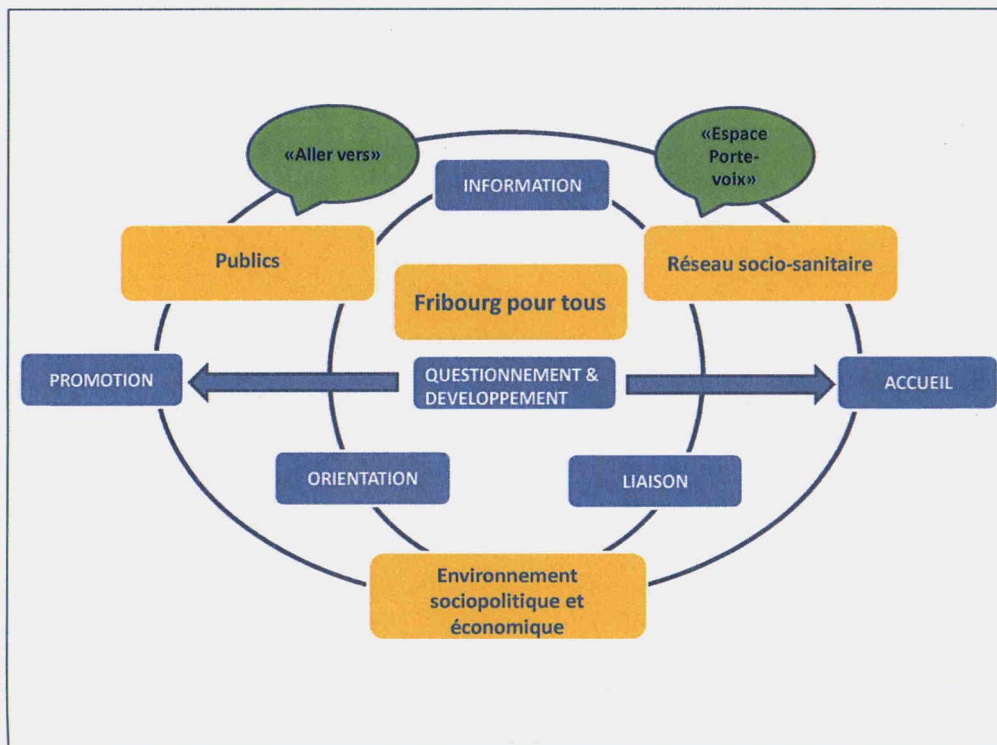 «Aller vers»
«Espace
Porte-
voix»
INFORMATION
Publics
Réseau socio-sanitaire
Fribourg pour tous
PROMOTION
QUESTIONNEMENT &
DEVELOPPEMENT
ACCUEIL
ORIENTATION
LIAISON
Environnement
sociopolitique et
économique